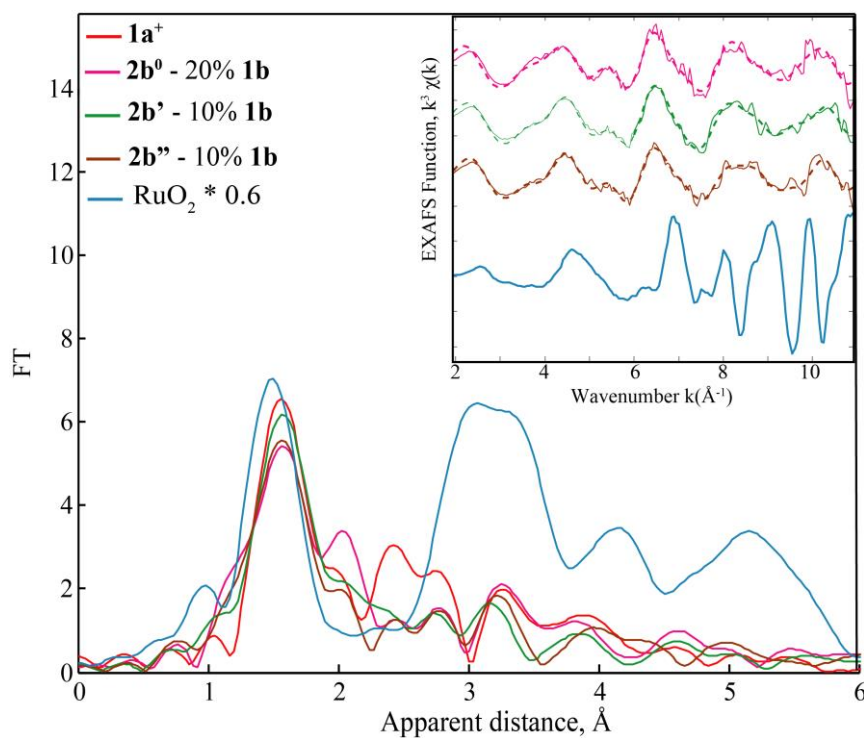 1a⁺
2b⁰ - 20% 1b
2b’ - 10% 1b
2b” - 10% 1b
RuO₂ * 0.6
14
12
10
8
6
4
2
0
FT
0 1 2 3 4 5 6
Apparent distance, Å
EXAFS Function, k³ χ(k)
2 4 6 8 10
Wavenumber k(Å⁻¹)